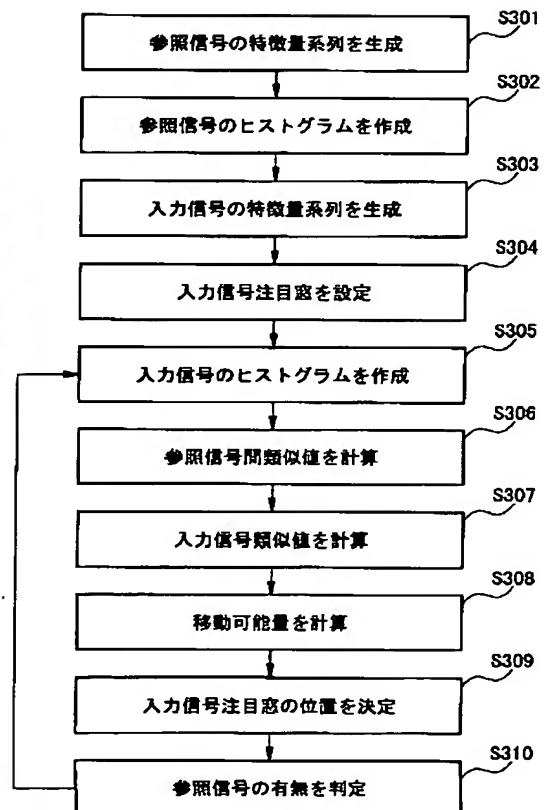 S301
参照信号の特徴量系列を生成
S302
参照信号のヒストグラムを作成
S303
入力信号の特徴量系列を生成
S304
入力信号注目窓を設定
S305
入力信号のヒストグラムを作成
S306
参照信号間類似値を計算
S307
入力信号類似値を計算
S308
移動可能量を計算
S309
入力信号注目窓の位置を決定
S310
参照信号の有無を判定